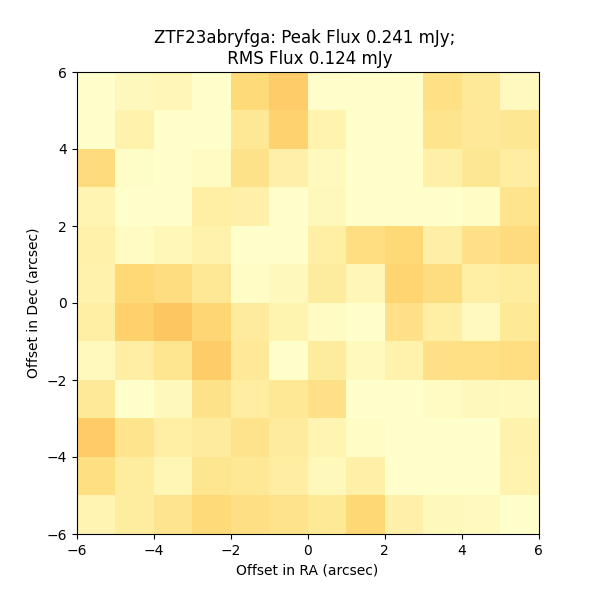 ZTF23abryfga: Peak Flux 0.241 mJy;
RMS Flux 0.124 mJy
6
4
2
0
−2
−4
−6
Offset in Dec (arcsec)
−6 −4 −2 0 2 4 6
Offset in RA (arcsec)